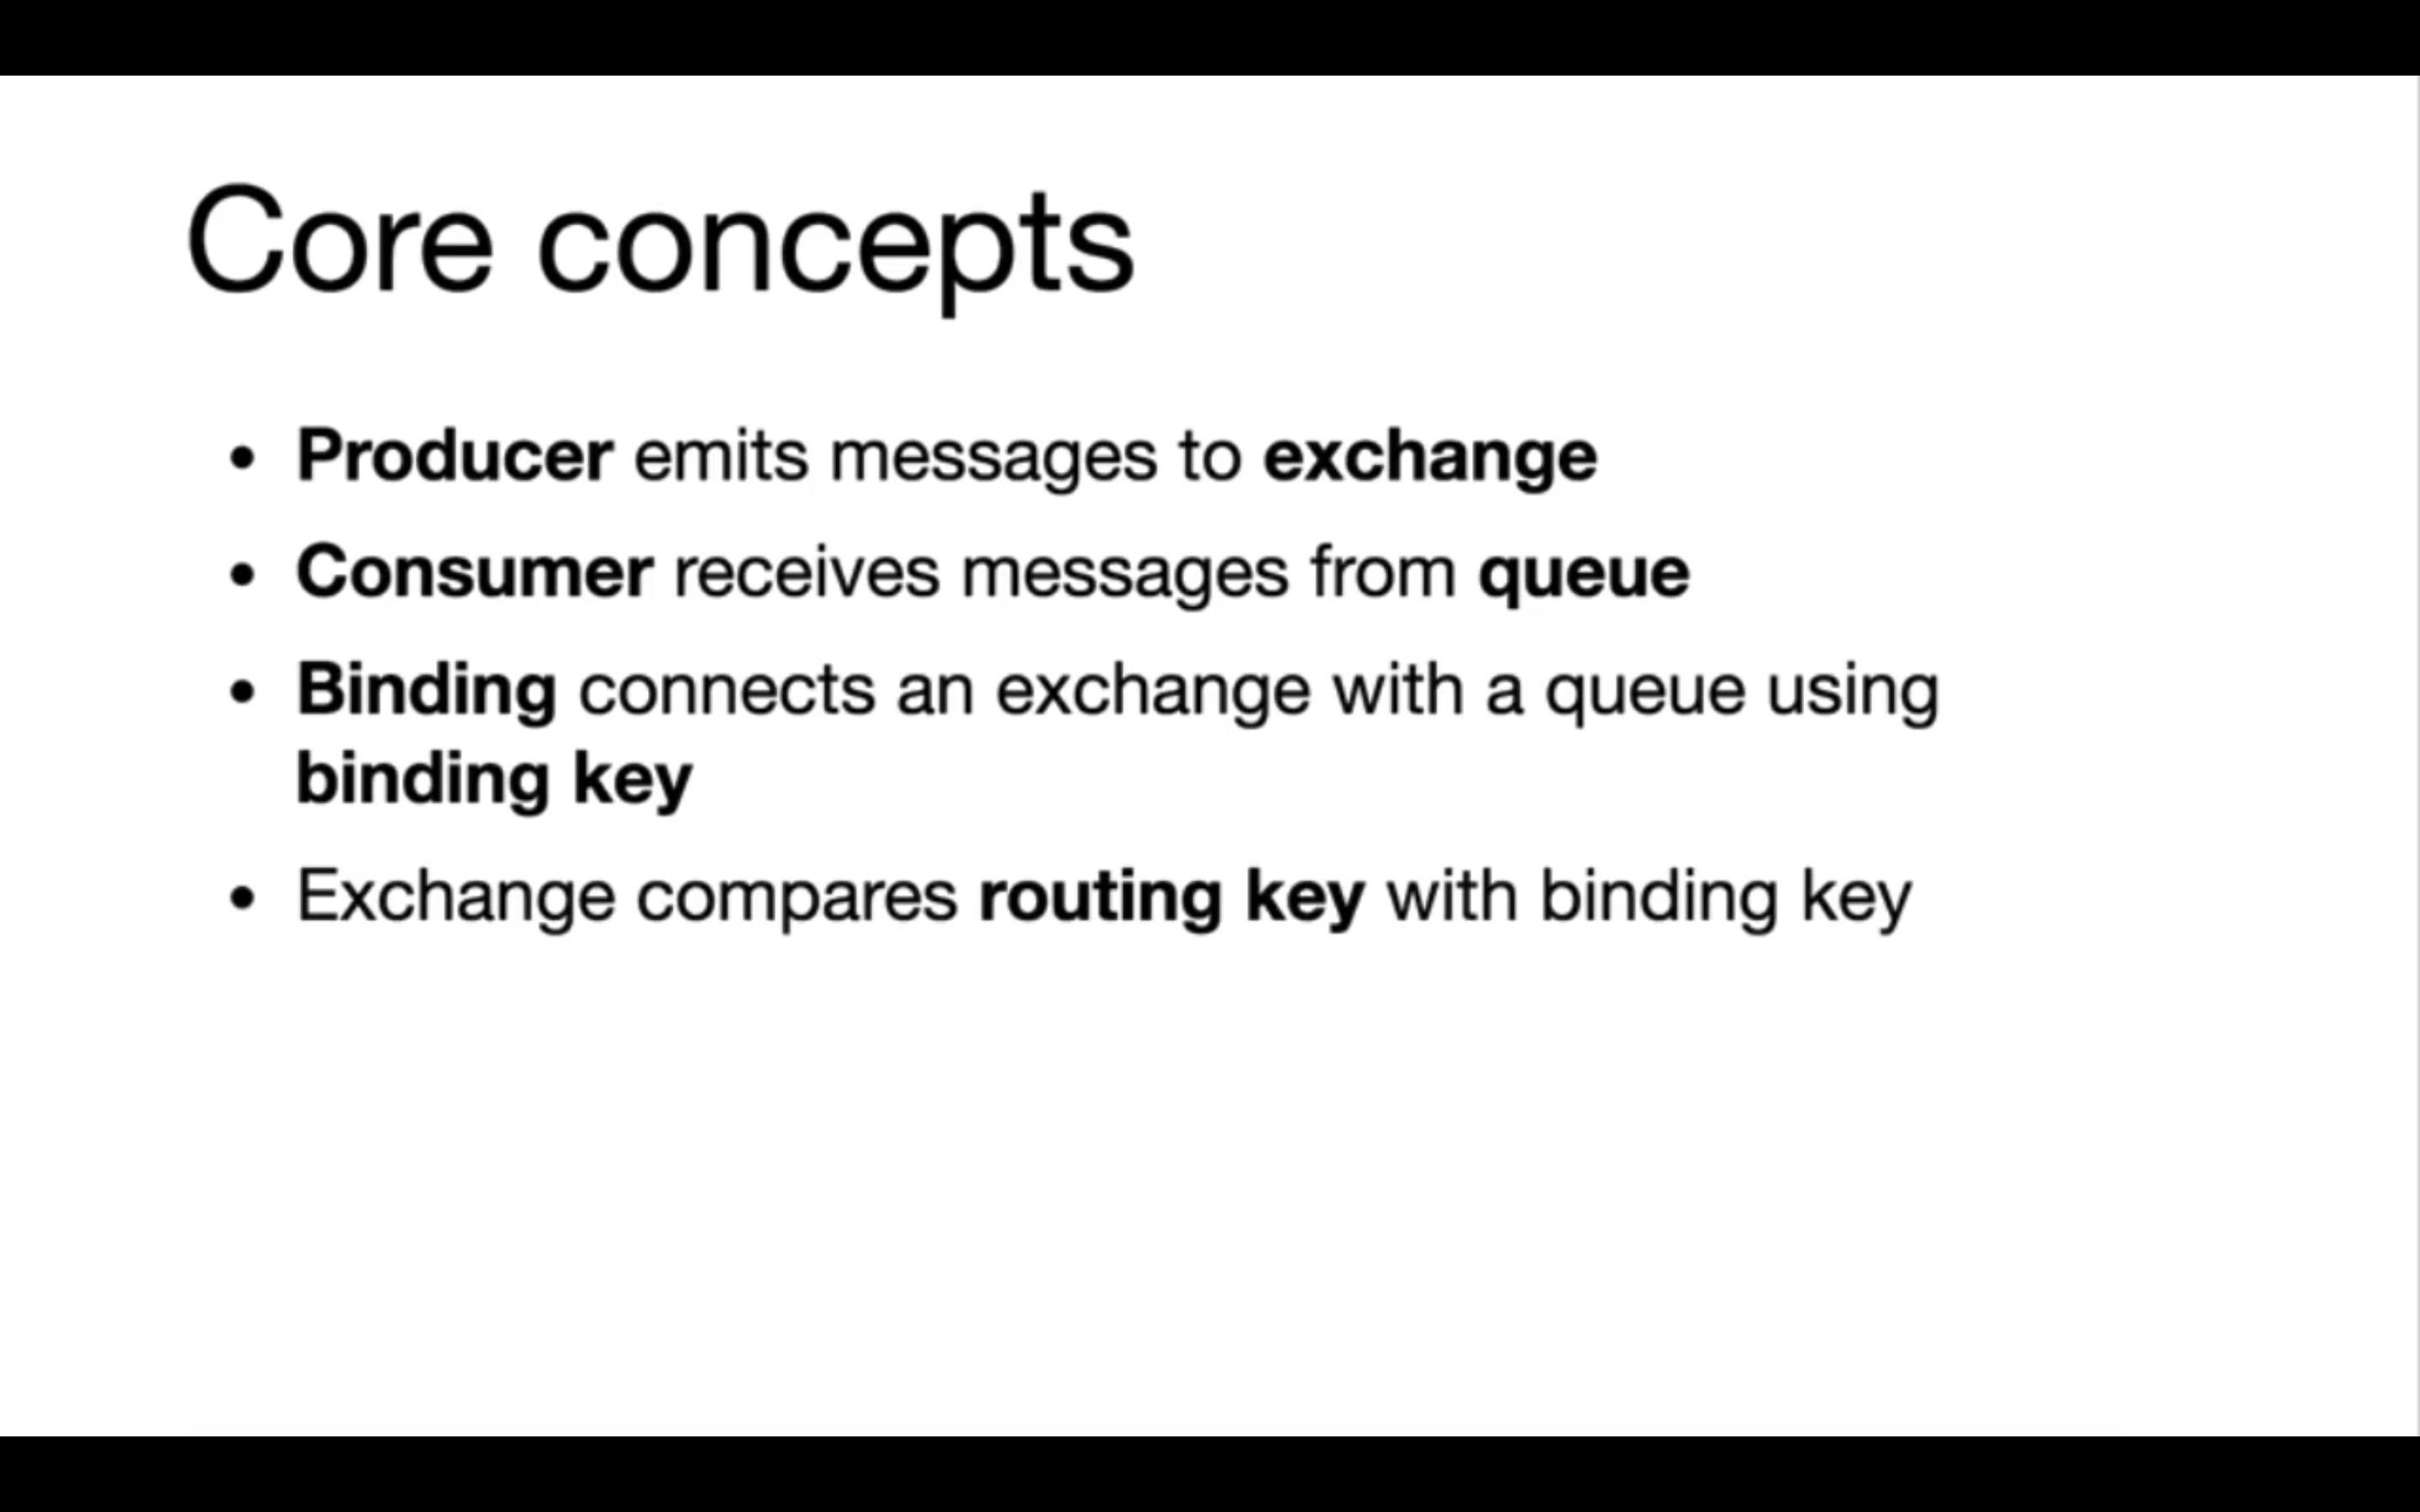 Core concepts
• Producer emits messages to exchange
• Consumer receives messages from queue
• Binding connects an exchange with a queue using
binding key
• Exchange compares routing key with binding key